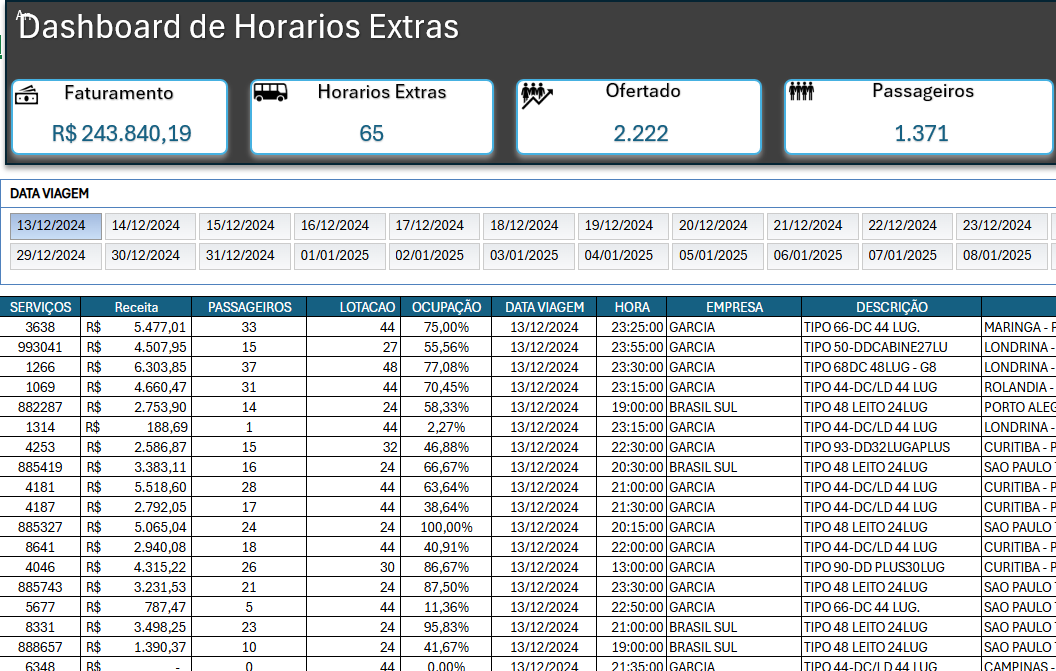 Dashboard de Horarios Extras
Faturamento Horarios Extras Ofertado Passageiros
R$ 243.840,19 65 2.222 1.371
DATA VIAGEM
13/12/2024 14/12/2024 15/12/2024 16/12/2024 17/12/2024 18/12/2024 19/12/2024 20/12/2024 21/12/2024 22/12/2024 23/12/2024
29/12/2024 30/12/2024 31/12/2024 01/01/2025 02/01/2025 03/01/2025 04/01/2025 05/01/2025 06/01/2025 07/01/2025 08/01/2025
SERVIÇOS Receita PASSAGEIROS LOTACAO OCUPAÇÃO DATA VIAGEM HORA EMPRESA DESCRIÇÃO
3638 R$ 5.477,01 33 44 75,00% 13/12/2024 23:25:00 GARCIA TIPO 66-DC 44 LUG. MARINGA - P
993041 R$ 4.507,95 15 27 55,56% 13/12/2024 23:55:00 GARCIA TIPO 50-DDCABINE27LU LONDRINA -
1266 R$ 6.303,85 37 48 77,08% 13/12/2024 23:30:00 GARCIA TIPO 68DC 48LUG - G8 LONDRINA -
1069 R$ 4.660,47 31 44 70,45% 13/12/2024 23:15:00 GARCIA TIPO 44-DC/LD 44 LUG ROLANDIA -
882287 R$ 2.753,90 14 24 58,33% 13/12/2024 19:00:00 BRASIL SUL TIPO 48 LEITO 24LUG PORTO ALEG
1314 R$ 188,69 1 44 2,27% 13/12/2024 23:15:00 GARCIA TIPO 44-DC/LD 44 LUG LONDRINA -
4253 R$ 2.586,87 15 32 46,88% 13/12/2024 22:30:00 GARCIA TIPO 93-DD32LUGAPLUS CURITIBA - P
885419 R$ 3.383,11 16 24 66,67% 13/12/2024 20:30:00 BRASIL SUL TIPO 48 LEITO 24LUG SAO PAULO
4181 R$ 5.518,60 28 44 63,64% 13/12/2024 21:00:00 GARCIA TIPO 44-DC/LD 44 LUG CURITIBA - P
4187 R$ 2.792,05 17 44 38,64% 13/12/2024 21:30:00 GARCIA TIPO 44-DC/LD 44 LUG CURITIBA - P
885327 R$ 5.065,04 24 24 100,00% 13/12/2024 20:15:00 GARCIA TIPO 48 LEITO 24LUG SAO PAULO
8641 R$ 2.940,08 18 44 40,91% 13/12/2024 22:00:00 GARCIA TIPO 44-DC/LD 44 LUG CURITIBA - P
4046 R$ 4.315,22 26 30 86,67% 13/12/2024 13:00:00 GARCIA TIPO 90-DD PLUS30LUG CURITIBA - P
885743 R$ 3.231,53 21 24 87,50% 13/12/2024 23:30:00 GARCIA TIPO 48 LEITO 24LUG SAO PAULO
5677 R$ 787,47 5 44 11,36% 13/12/2024 22:50:00 GARCIA TIPO 66-DC 44 LUG. SAO PAULO
8331 R$ 3.498,25 23 24 95,83% 13/12/2024 21:00:00 BRASIL SUL TIPO 48 LEITO 24LUG SAO PAULO
888657 R$ 1.390,37 10 24 41,67% 13/12/2024 19:00:00 BRASIL SUL TIPO 48 LEITO 24LUG SAO PAULO
6348 R$ - 0 44 0,00% 13/12/2024 21:35:00 GARCIA TIPO 44-DC/LD 44 LUG CAMPINAS -